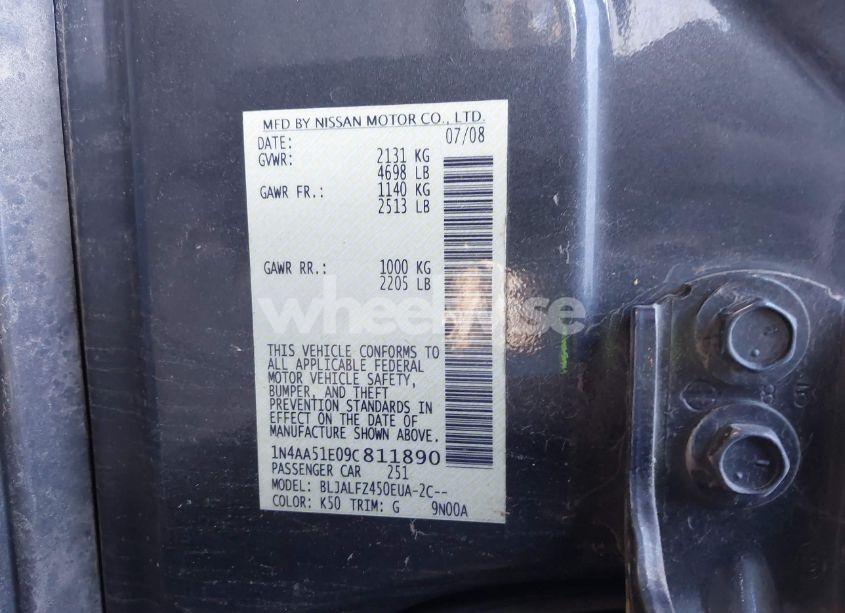 MFD BY NISSAN MOTOR CO., LTD.
DATE: 07/08
GVWR: 2131 KG
4698 LB
GAWR FR.: 1140 KG
2513 LB
GAWR RR.: 1000 KG
2205 LB
wheelwise
THIS VEHICLE CONFORMS TO
ALL APPLICABLE FEDERAL
MOTOR VEHICLE SAFETY,
BUMPER, AND THEFT
PREVENTION STANDARDS IN
EFFECT ON THE DATE OF
MANUFACTURE SHOWN ABOVE.
1N4AA51E09C811890
PASSENGER CAR 251
MODEL: BLJALFZ450EUA-2C--
COLOR: K50 TRIM: G 9N00A